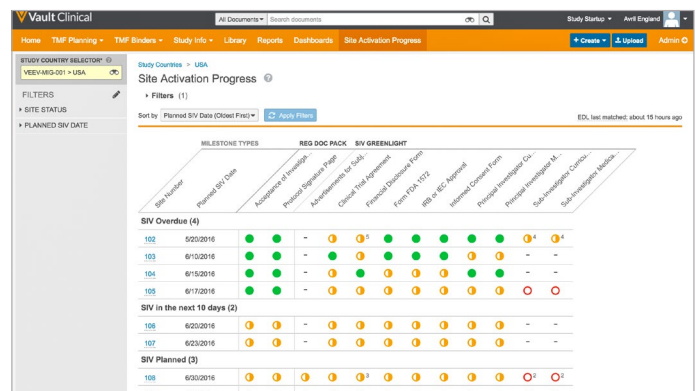 Vault Clinical
All Documents Search documents
Study Startup Avril England
Home TMF Planning TMF Binders Study Info Library Reports Dashboards Site Activation Progress + Create Upload Admin
STUDY COUNTRY SELECTOR*
VEEV-MIG-001 > USA
FILTERS
SITE STATUS
PLANNED SIV DATE
Study Countries > USA
Site Activation Progress
Filters (1)
Sort by Planned SIV Date (Oldest First) Apply Filters
EDL last matched: about 15 hours ago
MILESTONE TYPES REG DOC PACK SIV GREENLIGHT
Site Number
Planned SIV Date
Acceptance of Investiga...
Protocol Signature Page
Advertisements for Subj...
Clinical Trial Agreement
Financial Disclosure Form
Form FDA 1572
IRB or IEC Approval
Informed Consent Form
Principal Investigator Cu...
Principal Investigator M...
Sub-Investigator Curricu...
Sub-Investigator Medica...
SIV Overdue (4)
102 5/20/2016 - 5 4 4
103 6/10/2016 - - -
104 6/15/2016 - - -
105 6/17/2016 -
SIV in the next 10 days (2)
106 6/20/2016 - - -
107 6/23/2016 - - -
SIV Planned (3)
108 6/30/2016 3 2 2